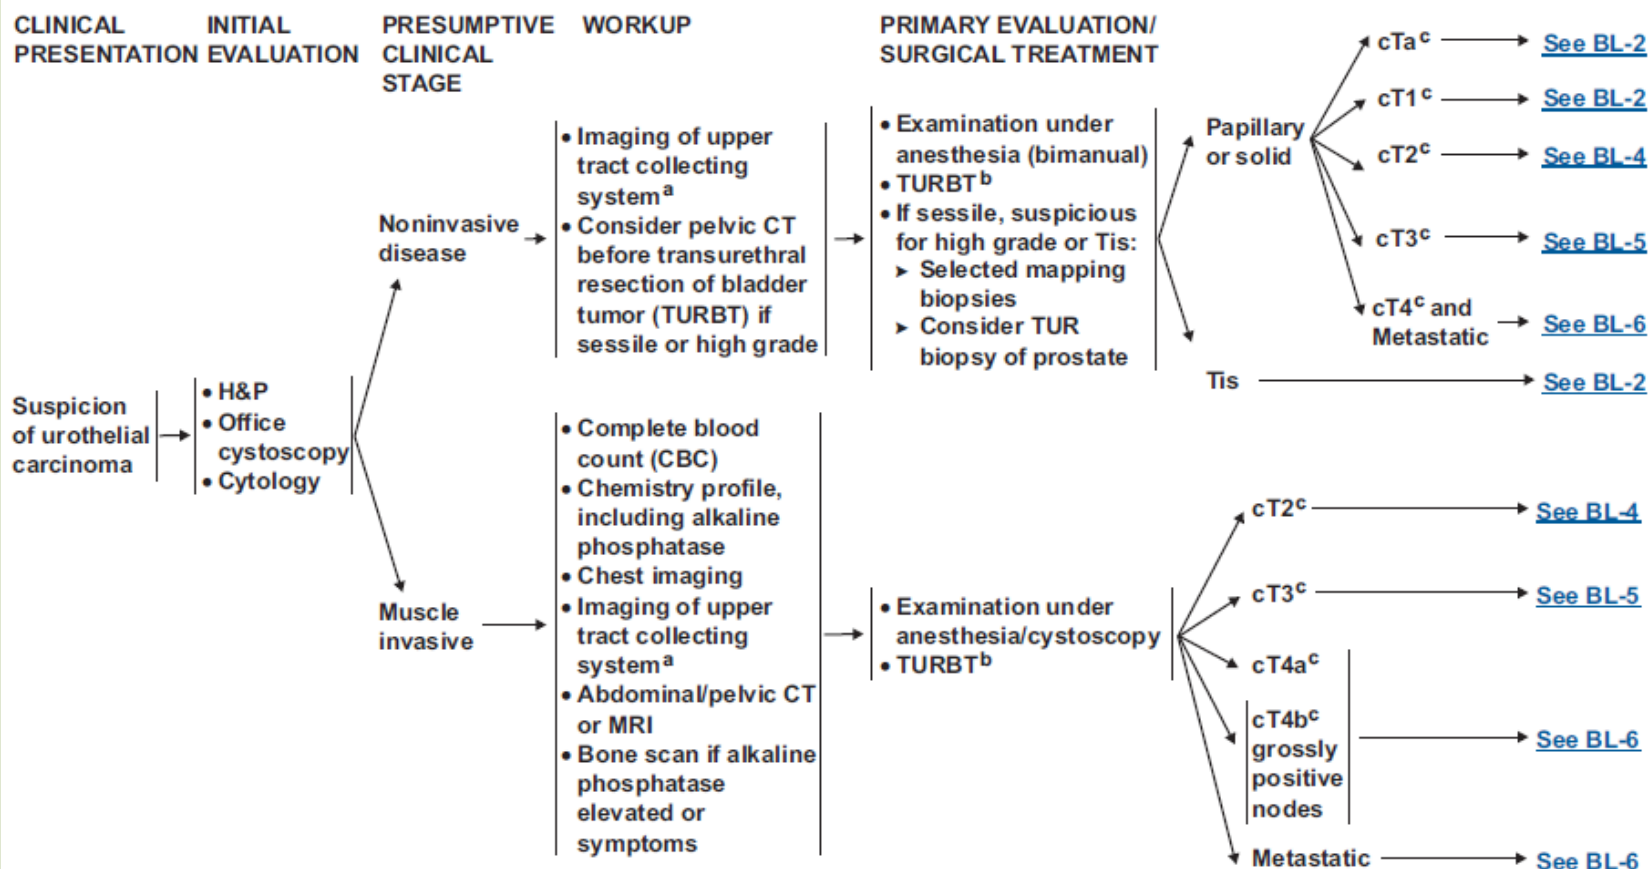 CLINICAL
PRESENTATION
INITIAL
EVALUATION
PRESUMPTIVE
CLINICAL
STAGE
WORKUP
PRIMARY EVALUATION/
SURGICAL TREATMENT
Suspicion
of urothelial
carcinoma
• H&P
• Office
cystoscopy
• Cytology
Noninvasive
disease
• Imaging of upper
tract collecting
systemᵃ
• Consider pelvic CT
before transurethral
resection of bladder
tumor (TURBT) if
sessile or high grade
• Examination under
anesthesia (bimanual)
• TURBTᵇ
• If sessile, suspicious
for high grade or Tis:
➤ Selected mapping
biopsies
➤ Consider TUR
biopsy of prostate
Papillary
or solid
cTaᶜ
See BL-2
cT1ᶜ
See BL-2
cT2ᶜ
See BL-4
cT3ᶜ
See BL-5
cT4ᶜ and
Metastatic
See BL-6
Tis
See BL-2
Muscle
invasive
• Complete blood
count (CBC)
• Chemistry profile,
including alkaline
phosphatase
• Chest imaging
• Imaging of upper
tract collecting
systemᵃ
• Abdominal/pelvic CT
or MRI
• Bone scan if alkaline
phosphatase
elevated or
symptoms
• Examination under
anesthesia/cystoscopy
• TURBTᵇ
cT2ᶜ
See BL-4
cT3ᶜ
See BL-5
cT4aᶜ
cT4bᶜ
grossly
positive
nodes
See BL-6
Metastatic
See BL-6